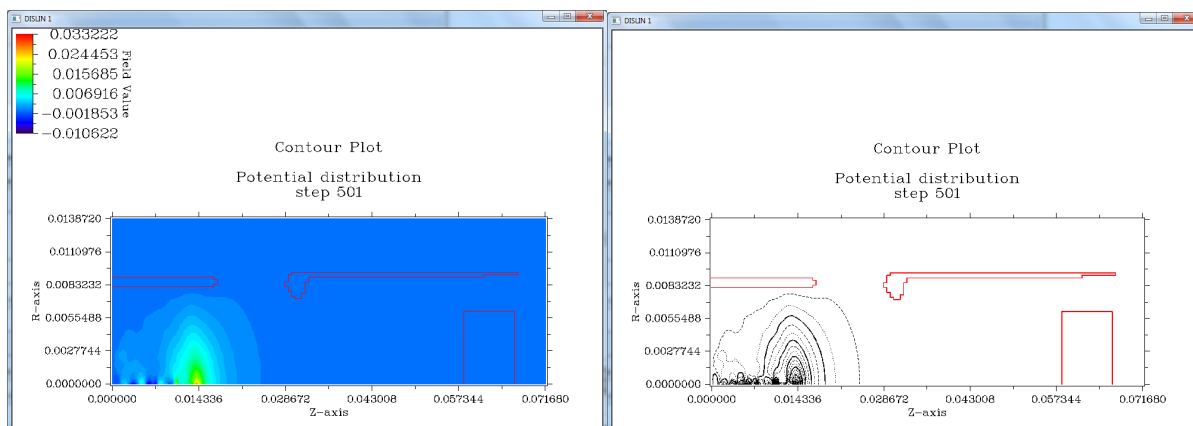 DISLIN 1
0.033222
0.024453
0.015685
0.006916
−0.001853
−0.010622
Field Value
Contour Plot
Potential distribution
step 501
0.0138720
0.0110976
0.0083232
0.0055488
0.0027744
0.0000000
R−axis
0.000000 0.014336 0.028672 0.043008 0.057344 0.071680
Z−axis
DISLIN 1
Contour Plot
Potential distribution
step 501
0.0138720
0.0110976
0.0083232
0.0055488
0.0027744
0.0000000
R−axis
0.000000 0.014336 0.028672 0.043008 0.057344 0.071680
Z−axis